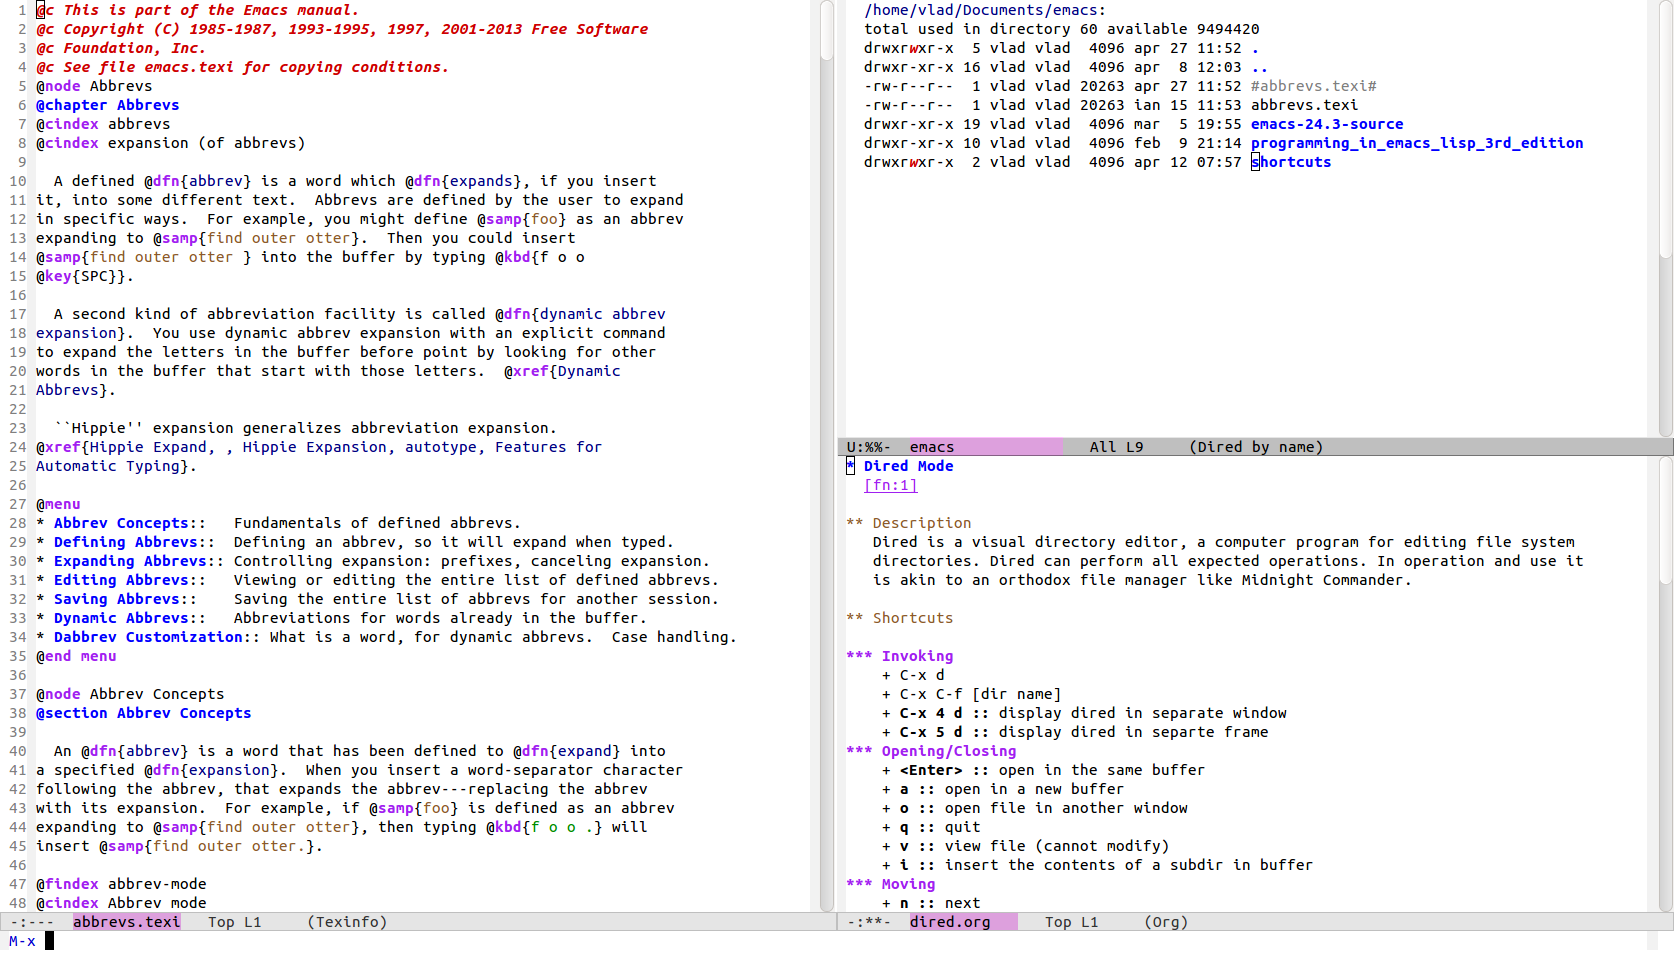 1 @c This is part of the Emacs manual.
2 @c Copyright (C) 1985-1987, 1993-1995, 1997, 2001-2013 Free Software
3 @c Foundation, Inc.
4 @c See file emacs.texi for copying conditions.
5 @node Abbrevs
6 @chapter Abbrevs
7 @cindex abbrevs
8 @cindex expansion (of abbrevs)
9
10   A defined @dfn{abbrev} is a word which @dfn{expands}, if you insert
11 it, into some different text.  Abbrevs are defined by the user to expand
12 in specific ways.  For example, you might define @samp{foo} as an abbrev
13 expanding to @samp{find outer otter}.  Then you could insert
14 @samp{find outer otter } into the buffer by typing @kbd{f o o
15 @key{SPC}}.
16
17   A second kind of abbreviation facility is called @dfn{dynamic abbrev
18 expansion}.  You use dynamic abbrev expansion with an explicit command
19 to expand the letters in the buffer before point by looking for other
20 words in the buffer that start with those letters.  @xref{Dynamic
21 Abbrevs}.
22
23   ``Hippie'' expansion generalizes abbreviation expansion.
24 @xref{Hippie Expand, , Hippie Expansion, autotype, Features for
25 Automatic Typing}.
26
27 @menu
28 * Abbrev Concepts::   Fundamentals of defined abbrevs.
29 * Defining Abbrevs::  Defining an abbrev, so it will expand when typed.
30 * Expanding Abbrevs:: Controlling expansion: prefixes, canceling expansion.
31 * Editing Abbrevs::   Viewing or editing the entire list of defined abbrevs.
32 * Saving Abbrevs::    Saving the entire list of abbrevs for another session.
33 * Dynamic Abbrevs::   Abbreviations for words already in the buffer.
34 * Dabbrev Customization:: What is a word, for dynamic abbrevs.  Case handling.
35 @end menu
36
37 @node Abbrev Concepts
38 @section Abbrev Concepts
39
40   An @dfn{abbrev} is a word that has been defined to @dfn{expand} into
41 a specified @dfn{expansion}.  When you insert a word-separator character
42 following the abbrev, that expands the abbrev---replacing the abbrev
43 with its expansion.  For example, if @samp{foo} is defined as an abbrev
44 expanding to @samp{find outer otter}, then typing @kbd{f o o .} will
45 insert @samp{find outer otter.}.
46
47 @findex abbrev-mode
48 @cindex Abbrev mode
-:---  abbrevs.texi   Top L1     (Texinfo)
M-x
/home/vlad/Documents/emacs:
total used in directory 60 available 9494420
drwxrwxr-x  5 vlad vlad  4096 apr 27 11:52 .
drwxr-xr-x 16 vlad vlad  4096 apr  8 12:03 ..
-rw-r--r--  1 vlad vlad 20263 apr 27 11:52 #abbrevs.texi#
-rw-r--r--  1 vlad vlad 20263 ian 15 11:53 abbrevs.texi
drwxr-xr-x 19 vlad vlad  4096 mar  5 19:55 emacs-24.3-source
drwxr-xr-x 10 vlad vlad  4096 feb  9 21:14 programming_in_emacs_lisp_3rd_edition
drwxrwxr-x  2 vlad vlad  4096 apr 12 07:57 shortcuts
U:%%-  emacs               All L9     (Dired by name)
* Dired Mode
[fn:1]
** Description
Dired is a visual directory editor, a computer program for editing file system
directories. Dired can perform all expected operations. In operation and use it
is akin to an orthodox file manager like Midnight Commander.
** Shortcuts
*** Invoking
+ C-x d
+ C-x C-f [dir name]
+ C-x 4 d :: display dired in separate window
+ C-x 5 d :: display dired in separte frame
*** Opening/Closing
+ <Enter> :: open in the same buffer
+ a :: open in a new buffer
+ o :: open file in another window
+ q :: quit
+ v :: view file (cannot modify)
+ i :: insert the contents of a subdir in buffer
*** Moving
+ n :: next
-:**-  dired.org      Top L1     (Org)